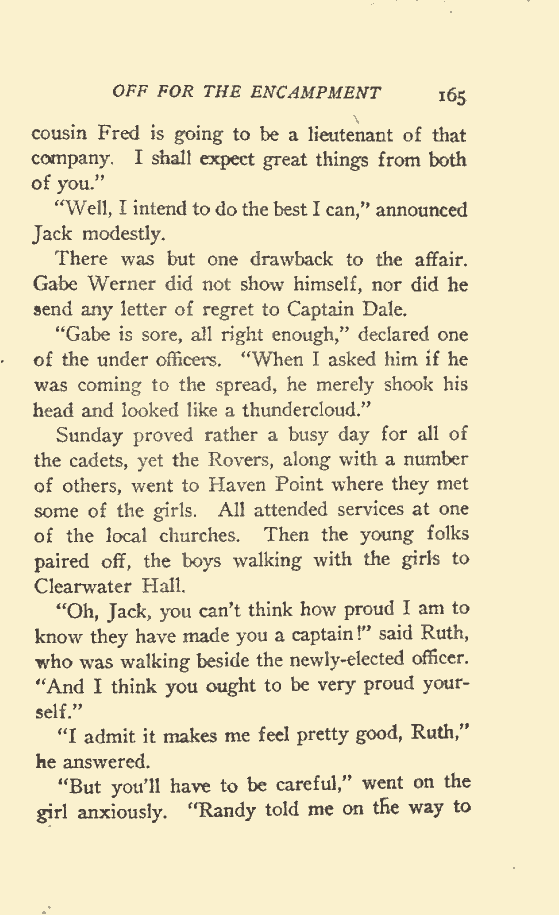 OFF FOR THE ENCAMPMENT 165
cousin Fred is going to be a lieutenant of that
company. I shall expect great things from both
of you.”
“Well, I intend to do the best I can,” announced
Jack modestly.
There was but one drawback to the affair.
Gabe Werner did not show himself, nor did he
send any letter of regret to Captain Dale.
“Gabe is sore, all right enough,” declared one
of the under officers. “When I asked him if he
was coming to the spread, he merely shook his
head and looked like a thundercloud.”
Sunday proved rather a busy day for all of
the cadets, yet the Rovers, along with a number
of others, went to Haven Point where they met
some of the girls. All attended services at one
of the local churches. Then the young folks
paired off, the boys walking with the girls to
Clearwater Hall.
“Oh, Jack, you can’t think how proud I am to
know they have made you a captain!” said Ruth,
who was walking beside the newly-elected officer.
“And I think you ought to be very proud your-
self.”
“I admit it makes me feel pretty good, Ruth,”
he answered.
“But you’ll have to be careful,” went on the
girl anxiously. “Randy told me on the way to